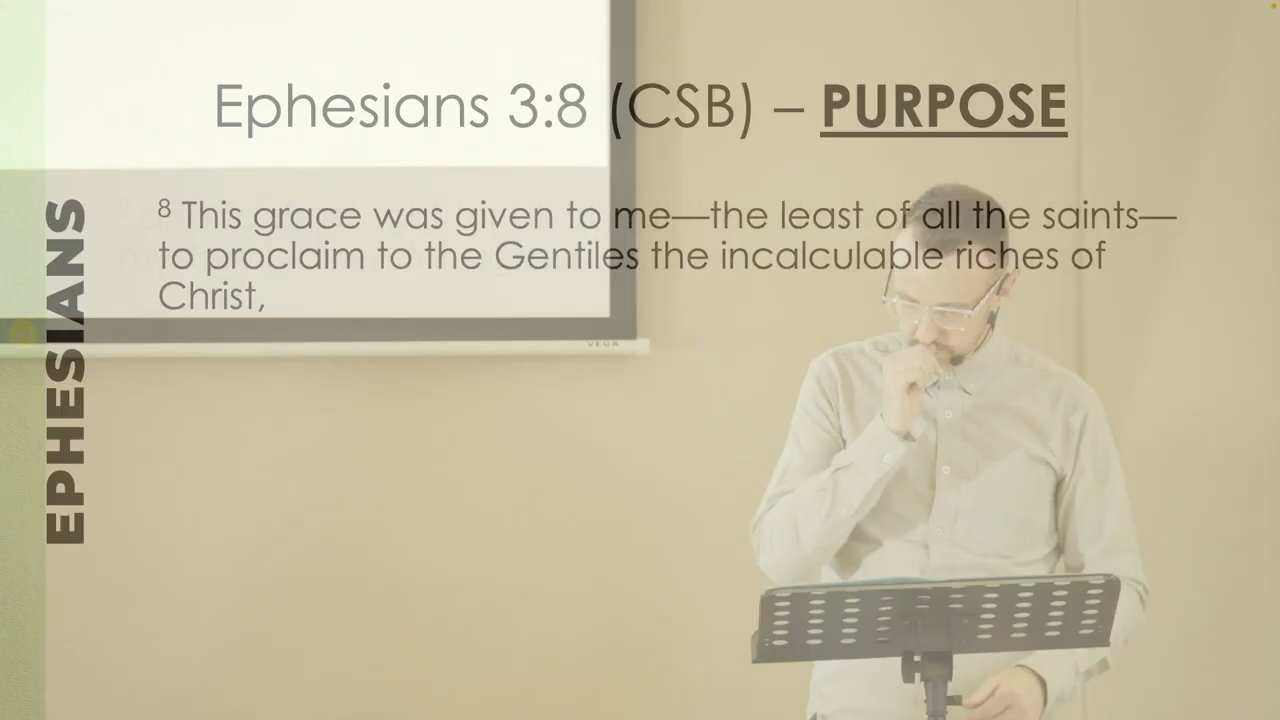 Ephesians 3:8 (CSB) – PURPOSE
8 This grace was given to me—the least of all the saints—
to proclaim to the Gentiles the incalculable riches of
Christ,
EPHESIANS
VEGA